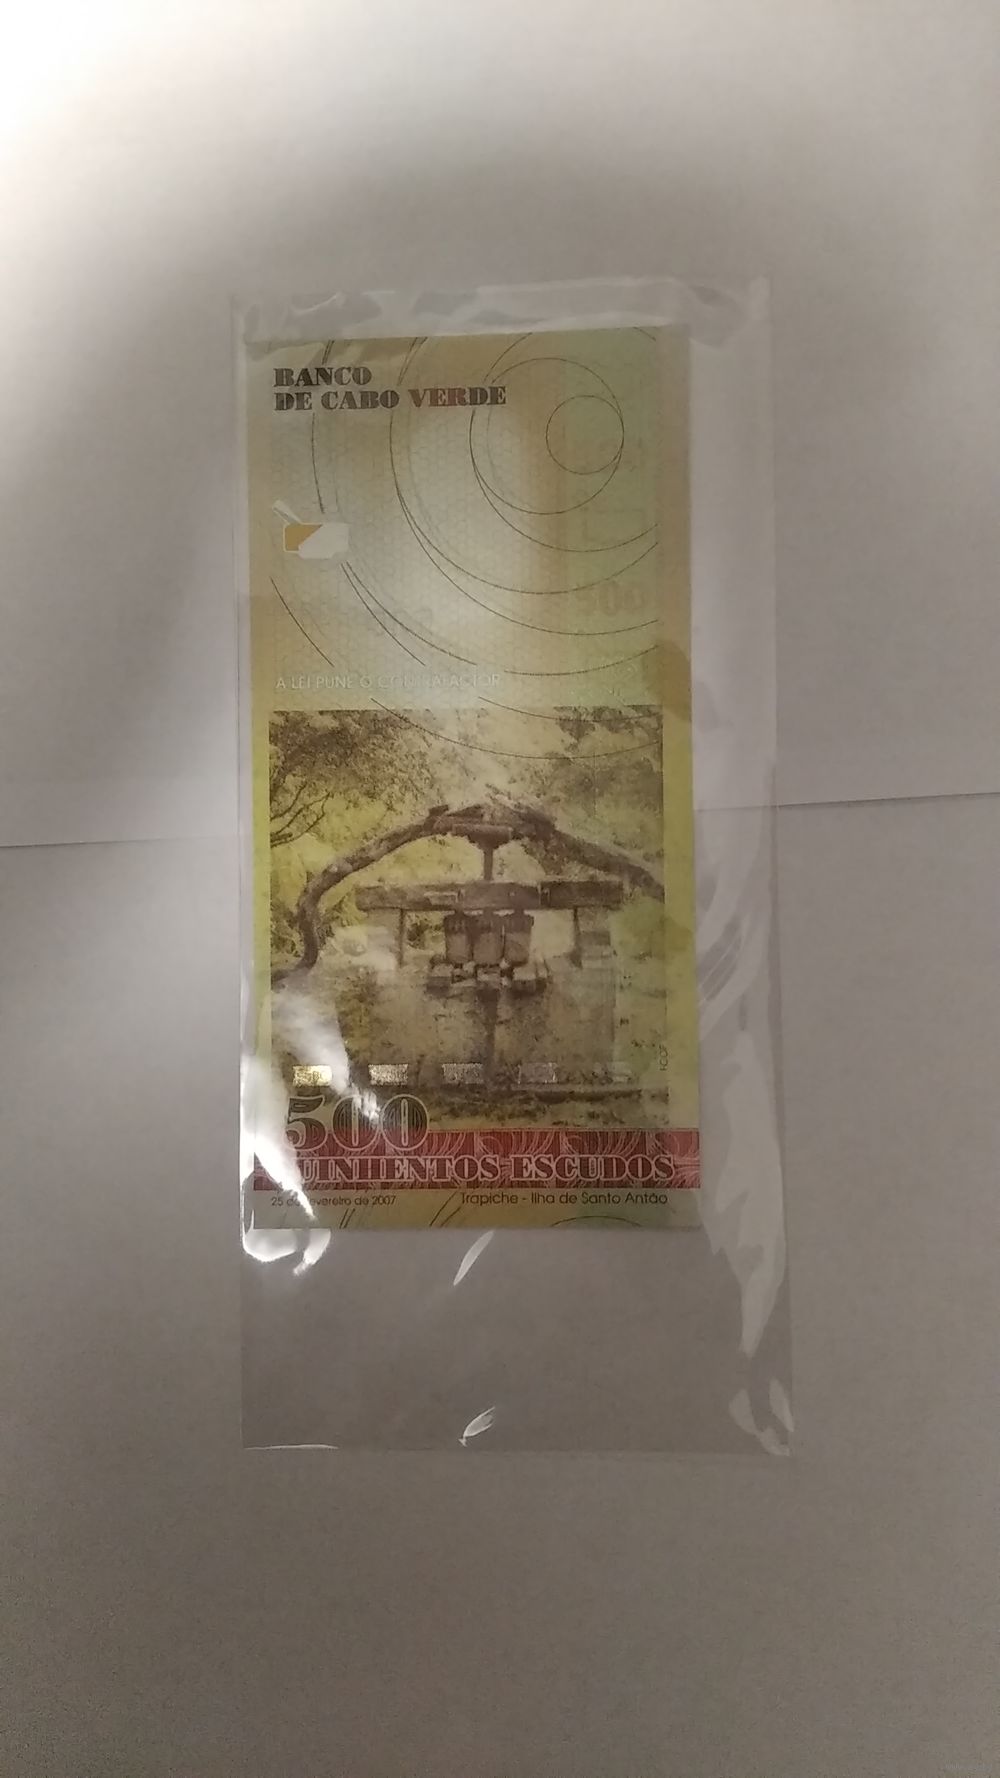 BANCO
DE CABO VERDE
500
A LEI PUNE O CONTRAFACTOR
500
QUINHENTOS ESCUDOS
25 de Fevereiro de 2007
Trapiche - Ilha de Santo Antão